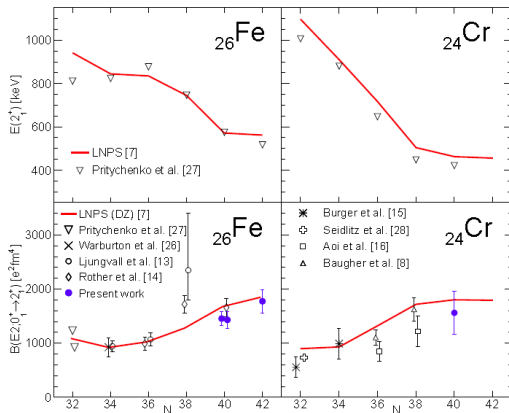 26Fe
24Cr
1000
800
600
400
E(2₁⁺) [keV]
LNPS [7]
Pritychenko et al. [27]
LNPS (DZ) [7]
Pritychenko et al. [27]
Warburton et al. [26]
Ljungvall et al. [13]
Rother et al. [14]
Present work
26Fe
Burger et al. [15]
Seidlitz et al. [28]
Aoi et al. [16]
Baugher et al. [8]
24Cr
3000
2000
1000
0
B(E2,0⁺→2₁⁺) [e²fm⁴]
32 34 36 38 40 42
32 34 36 38 40 42
N
N